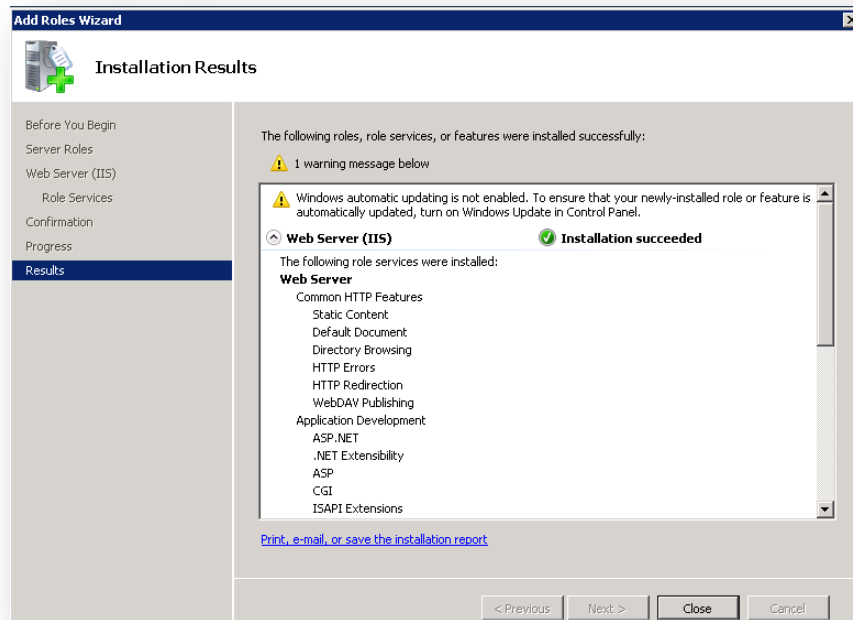 Add Roles Wizard
Installation Results
Before You Begin
Server Roles
Web Server (IIS)
Role Services
Confirmation
Progress
Results
The following roles, role services, or features were installed successfully:
1 warning message below
Windows automatic updating is not enabled. To ensure that your newly-installed role or feature is
automatically updated, turn on Windows Update in Control Panel.
Web Server (IIS) Installation succeeded
The following role services were installed:
Web Server
Common HTTP Features
Static Content
Default Document
Directory Browsing
HTTP Errors
HTTP Redirection
WebDAV Publishing
Application Development
ASP.NET
.NET Extensibility
ASP
CGI
ISAPI Extensions
Print, e-mail, or save the installation report
< Previous Next > Close Cancel